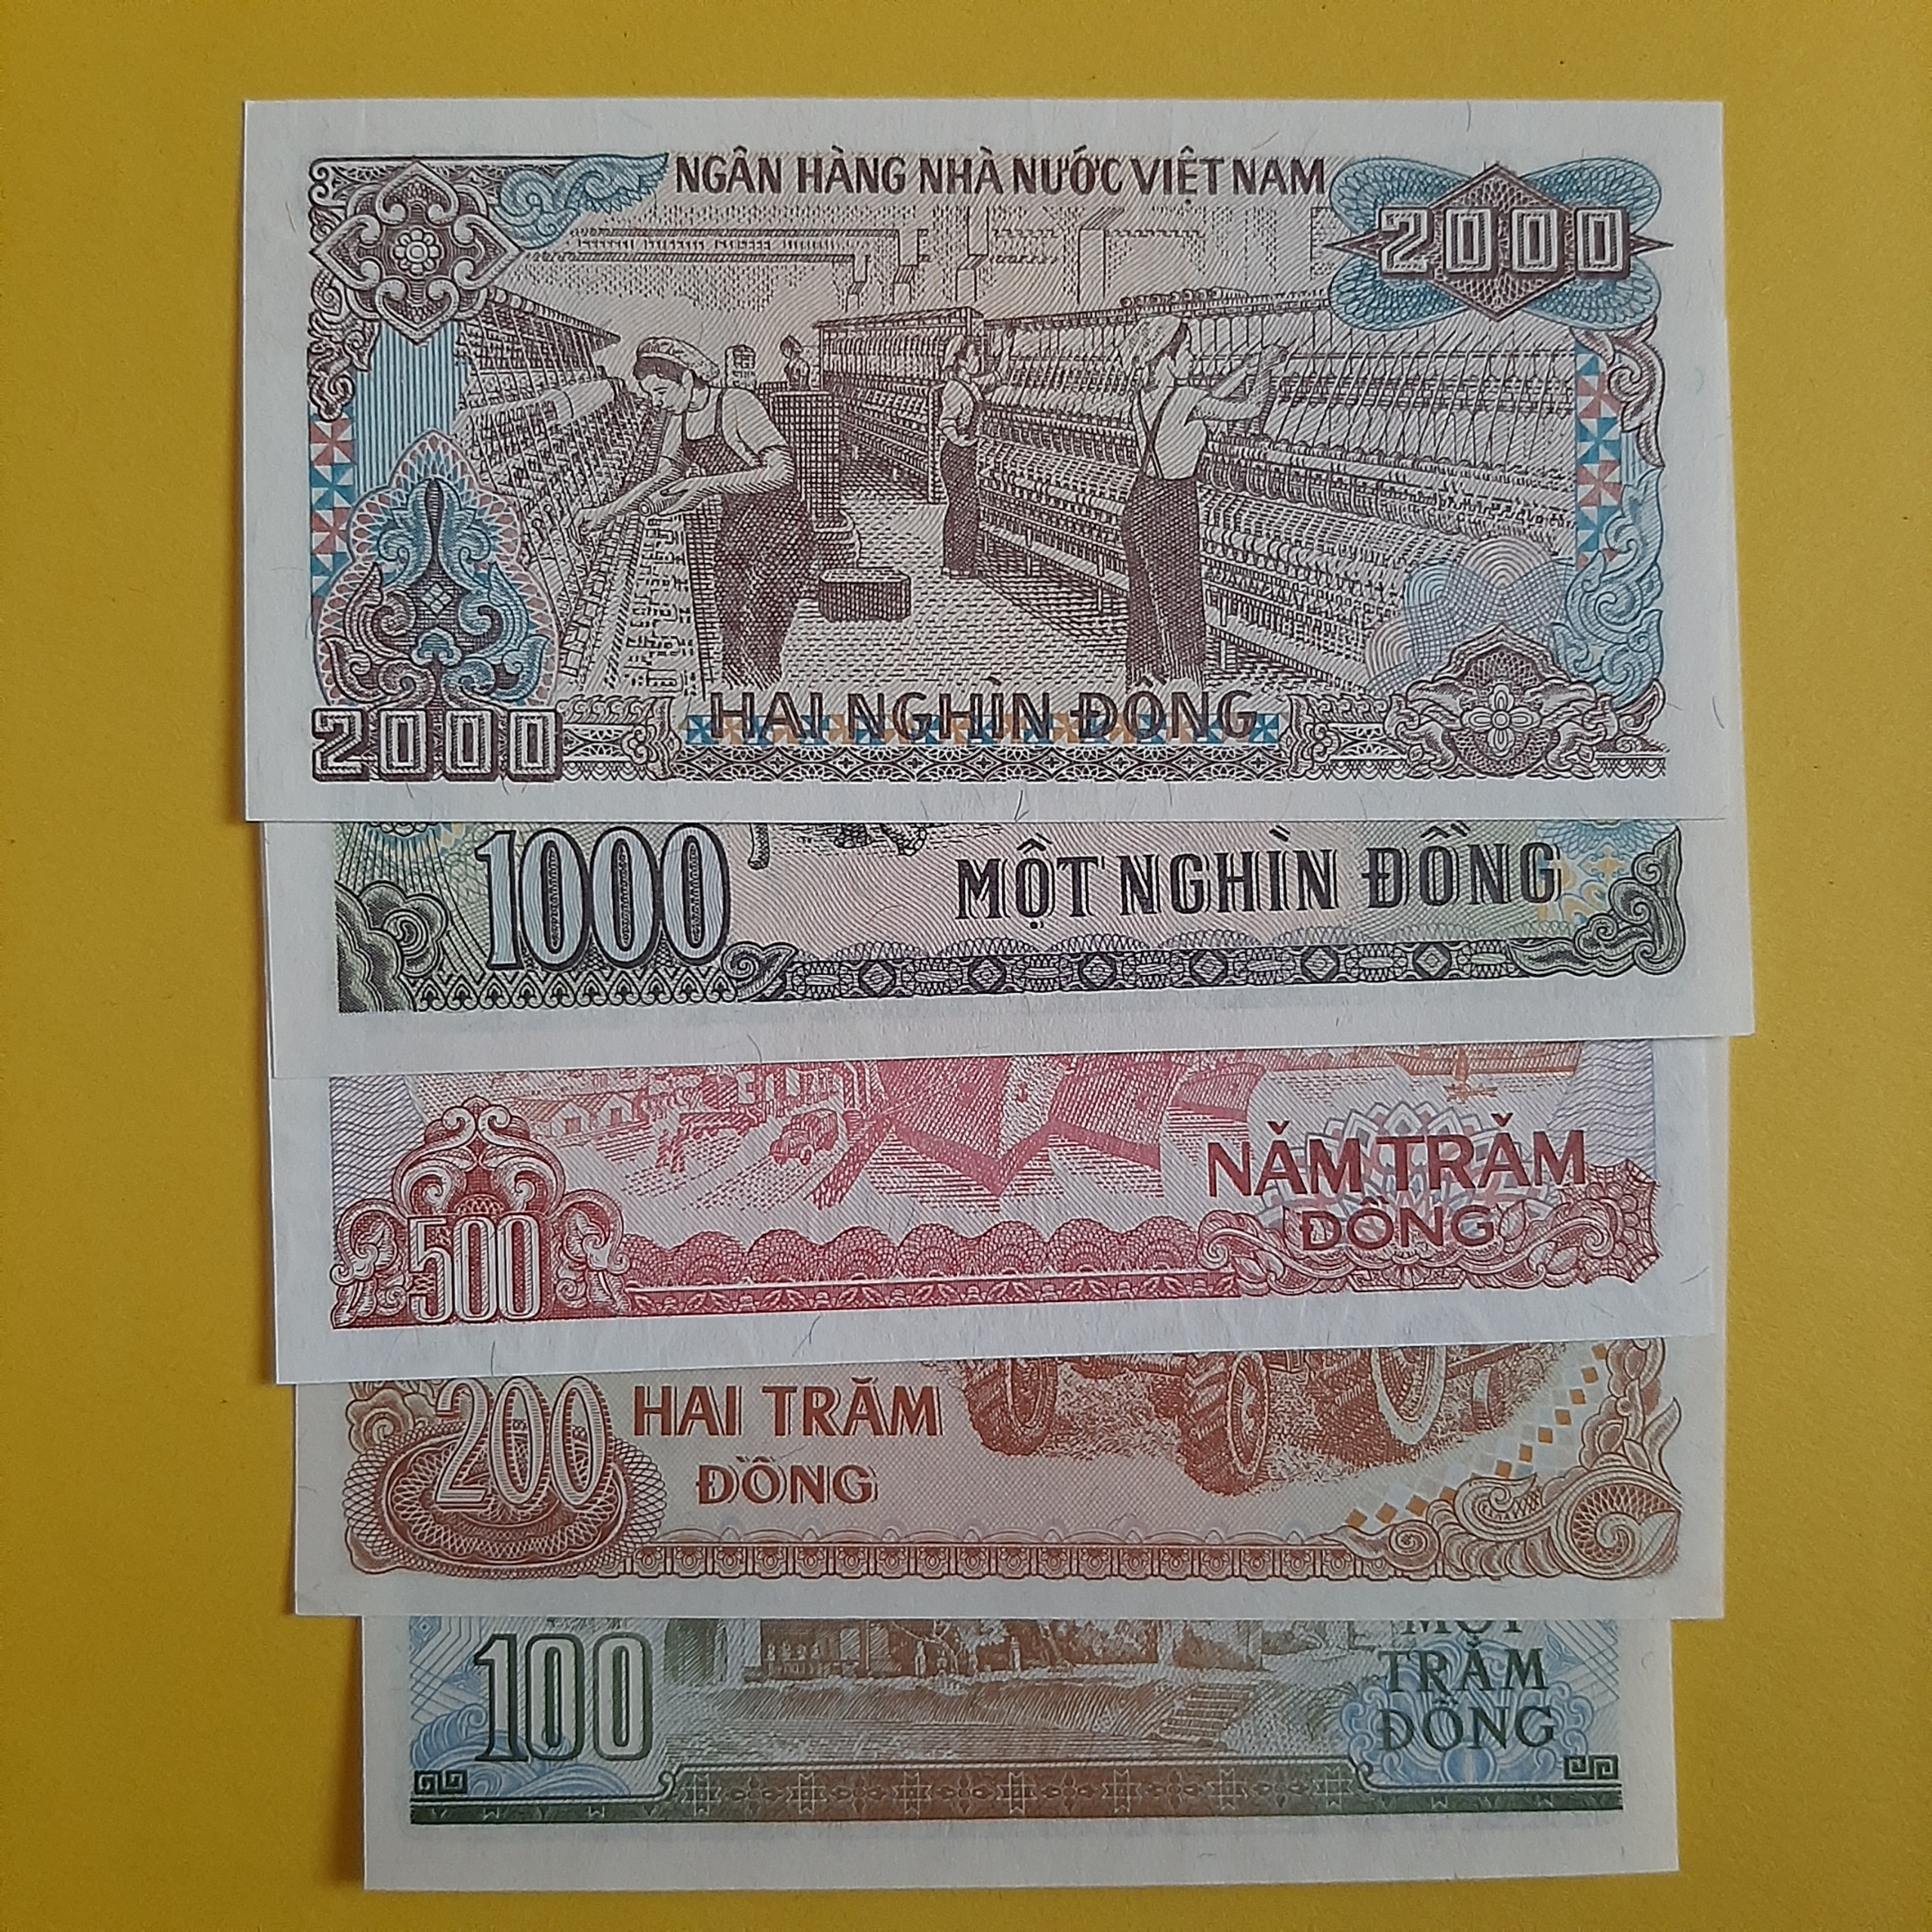 NGÂN HÀNG NHÀ NƯỚC VIỆT NAM
2000
HAI NGHÌN ĐỒNG
2000
1000
MỘT NGHÌN ĐỒNG
NĂM TRĂM
ĐỒNG
500
200
HAI TRĂM
ĐỒNG
100
MỘT
TRĂM
ĐỒNG